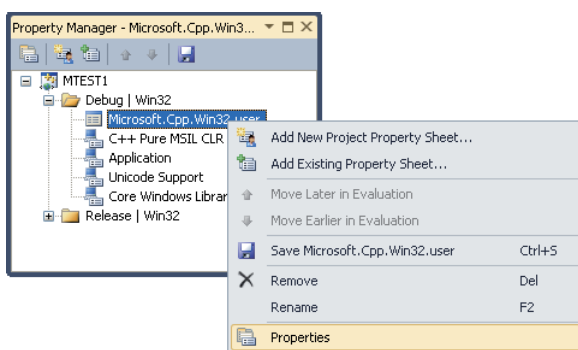 Property Manager - Microsoft.Cpp.Win3...
MTEST1
Debug | Win32
Microsoft.Cpp.Win32.user
C++ Pure MSIL CLR
Application
Unicode Support
Core Windows Librar
Release | Win32
Add New Project Property Sheet...
Add Existing Property Sheet...
Move Later in Evaluation
Move Earlier in Evaluation
Save Microsoft.Cpp.Win32.user Ctrl+S
Remove Del
Rename F2
Properties